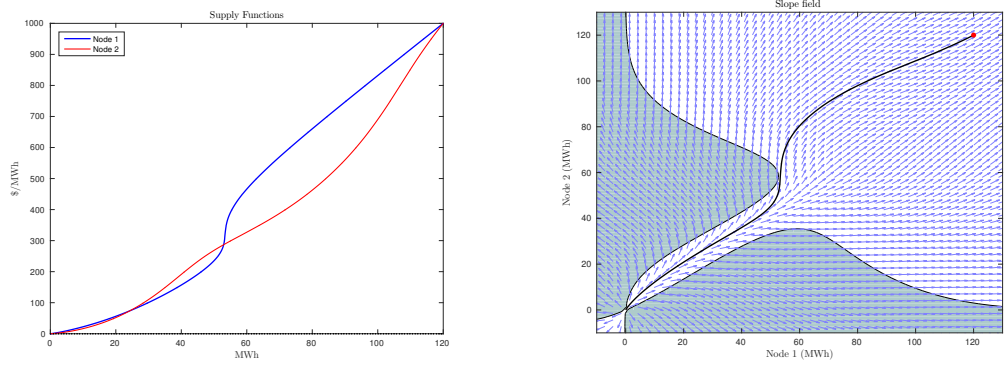 Supply Functions
1000
900
800
700
600
500
400
300
200
100
0
Node 1
Node 2
$/MWh
0 20 40 60 80 100 120
MWh
Slope field
120
100
80
60
40
20
0
Node 2 (MWh)
0 20 40 60 80 100 120
Node 1 (MWh)